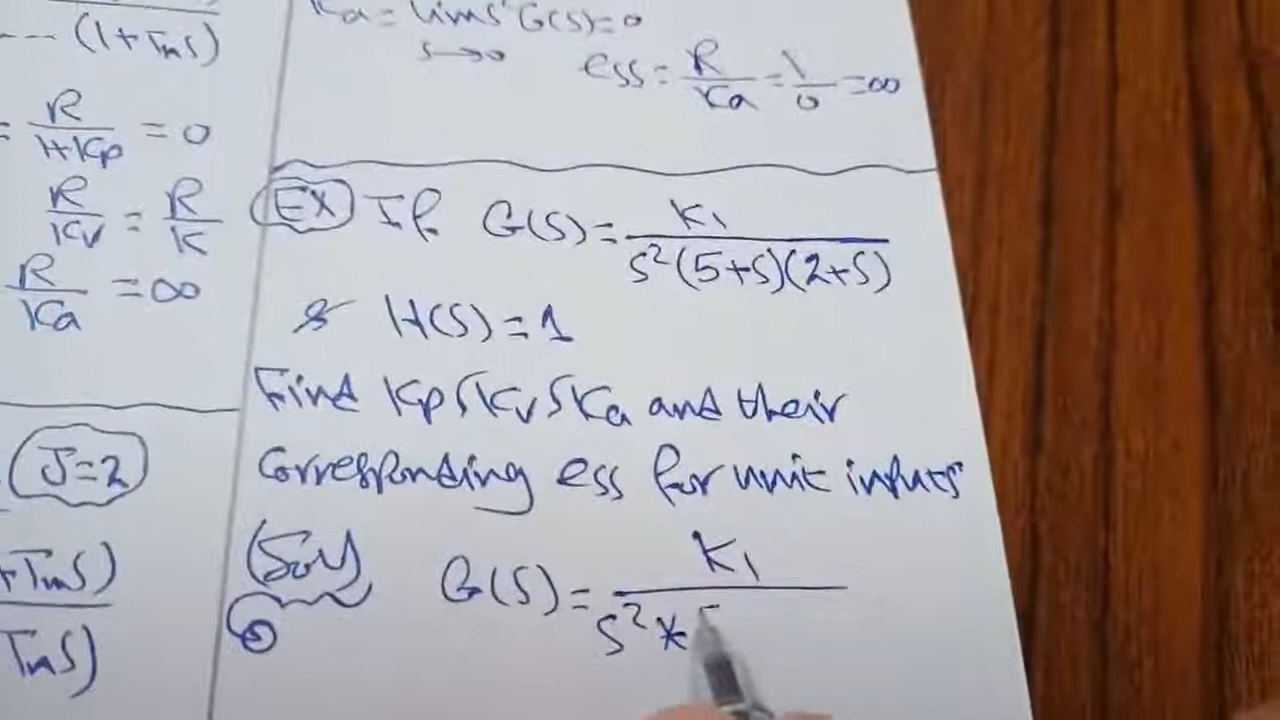 --- (1+TmS)
= R/1+Kp = 0
R/Kv = R/K
R/Ka = ∞
J=2
+TmS)
TnS)
Ka = lim s² G(S) = 0
s→0
ess = R/Ka = 1/0 = ∞
EX If G(S) = K1/s²(5+S)(2+S)
& H(S) = 1
Find Kp, Kv, Ka and their
Corresponding ess for unit inputs
(Sol) G(S) = K1/s² * 5